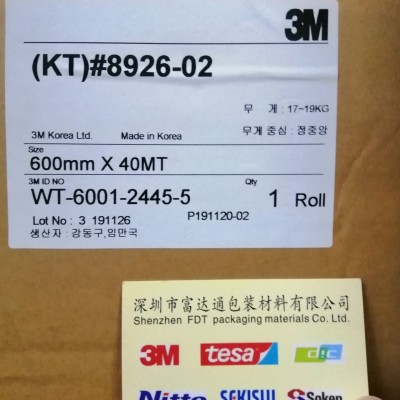 3M
(KT)#8926-02
무 게 : 17~19KG
3M Korea Ltd. Made in Korea 무게 중심 : 정중앙
Size
600mm X 40MT
3M ID NO Qty
WT-6001-2445-5 1 Roll
Lot No : 3 191126 P191120-02
생산자 : 강동구,임만국
深圳市富达通包装材料有限公司
Shenzhen FDT packaging materials Co. Ltd.
3M tesa dic
Nitto SEKISUI Soken